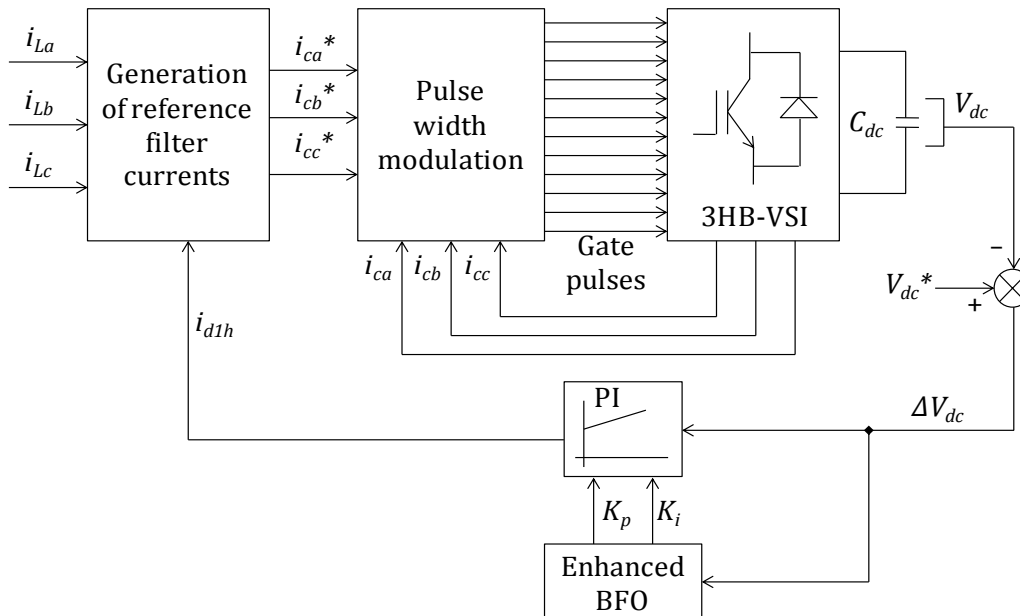 i_La
i_Lb
i_Lc
Generation
of reference
filter
currents
i_ca*
i_cb*
i_cc*
Pulse
width
modulation
Gate
pulses
3HB-VSI
C_dc
V_dc
−
V_dc*
+
i_ca
i_cb
i_cc
i_d1h
PI
ΔV_dc
K_p
K_i
Enhanced
BFO